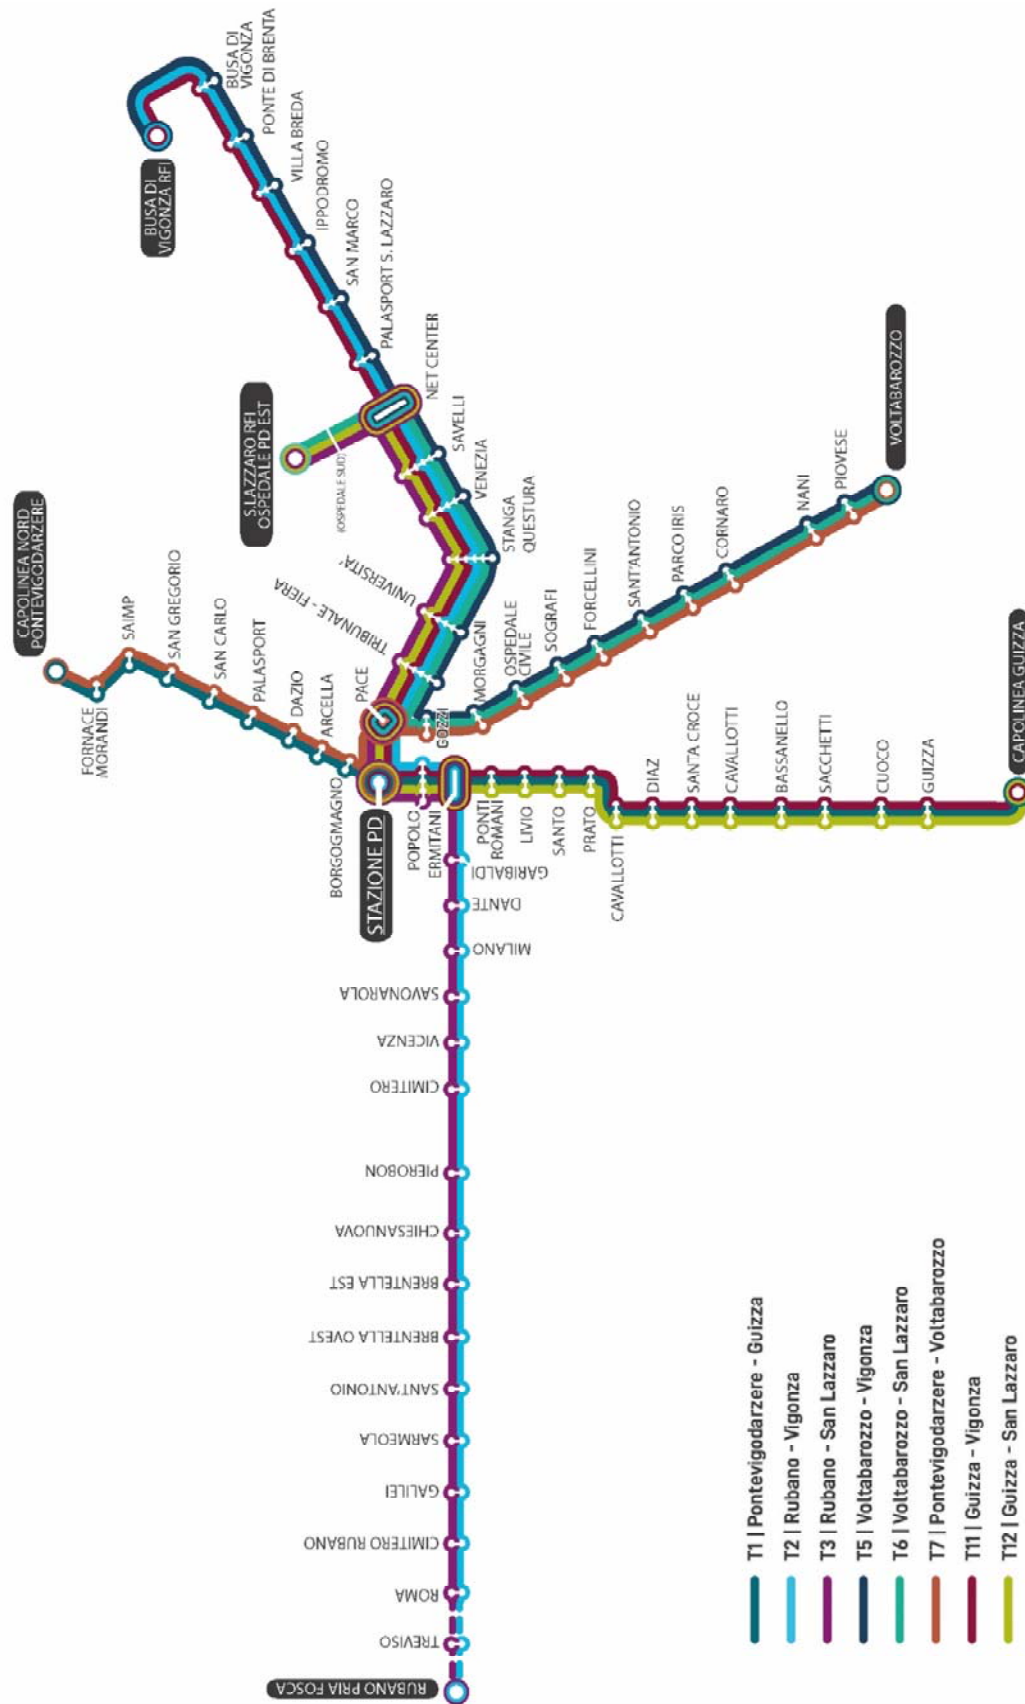 BUSA DI
VIGONZA RFI
BUSA DI
VIGONZA
PONTE DI BRENTA
VILLA BREDA
IPPODROMO
SAN MARCO
PALASPORT S. LAZZARO
NET CENTER
SAVELLI
VENEZIA
STANGA
QUESTURA
UNIVERSITA'
TRIBUNALE - FIERA
S.LAZZARO RFI
OSPEDALE PD EST
(OSPEDALE SUD)
CAPOLINEA NORD
PONTEVIGODARZERE
FORNACE
MORANDI
SAIMP
SAN GREGORIO
SAN CARLO
PALASPORT
DAZIO
ARCELLA
BORGOGMAGNO
PACE
STAZIONE PD
GOZZI
MORGAGNI
OSPEDALE
CIVILE
SOGRAFI
FORCELLINI
SANT'ANTONIO
PARCO IRIS
CORNARO
NANI
PIOVESE
VOLTABAROZZO
POPOLO
ERMITANI
PONTI
ROMANI
LIVIO
SANTO
PRATO
CAVALLOTTI
DIAZ
SANTA CROCE
CAVALLOTTI
BASSANELLO
SACCHETTI
CUOCO
GUIZZA
CAPOLINEA GUIZZA
GARIBALDI
DANTE
MILANO
SAVONAROLA
VICENZA
CIMITERO
PIEROBON
CHIESANUOVA
BRENTELLA EST
BRENTELLA OVEST
SANT'ANTONIO
SARMEOLA
GALILEI
CIMITERO RUBANO
ROMA
TREVISO
RUBANO PRIA FOSCA
T1 | Pontevigodarzere - Guizza
T2 | Rubano - Vigonza
T3 | Rubano - San Lazzaro
T5 | Voltabarozzo - Vigonza
T6 | Voltabarozzo - San Lazzaro
T7 | Pontevigodarzere - Voltabarozzo
T11 | Guizza - Vigonza
T12 | Guizza - San Lazzaro